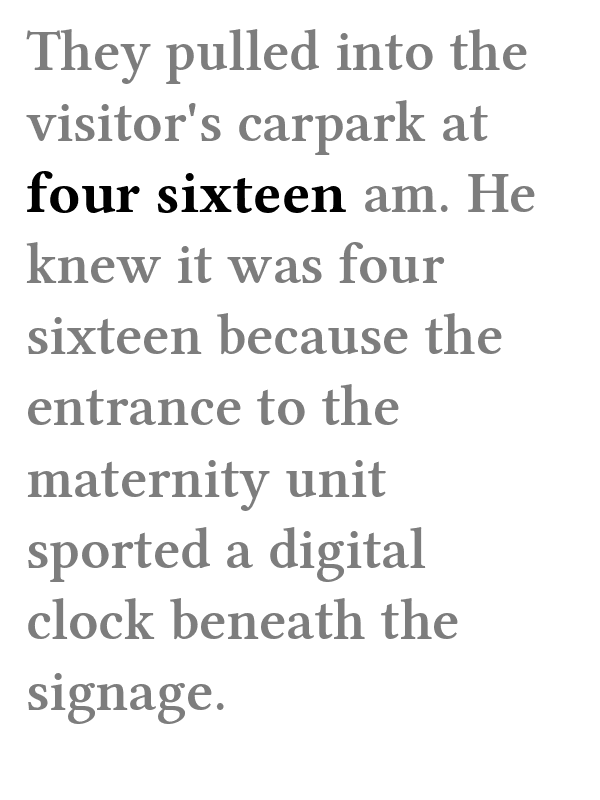 They pulled into the
visitor's carpark at
four sixteen am. He
knew it was four
sixteen because the
entrance to the
maternity unit
sported a digital
clock beneath the
signage.